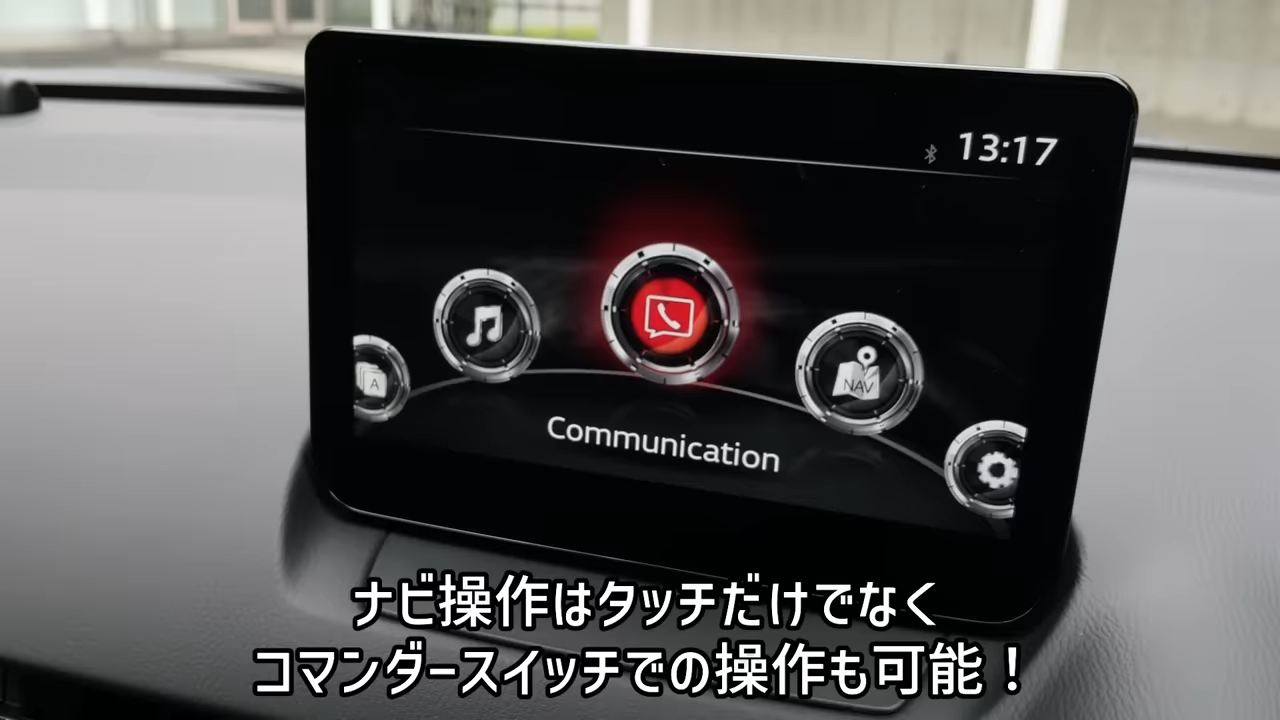 13:17
A
NAV
Communication
ナビ操作はタッチだけでなく
コマンダースイッチでの操作も可能！